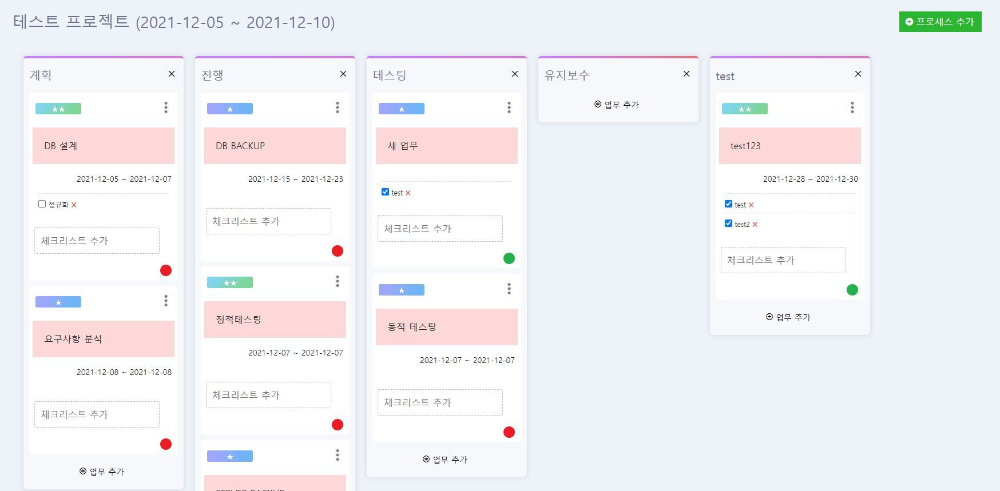 테스트 프로젝트 (2021-12-05 ~ 2021-12-10)
프로세스 추가
계획
★★
DB 설계
2021-12-05 ~ 2021-12-07
정규화
체크리스트 추가
★
요구사항 분석
2021-12-08 ~ 2021-12-08
체크리스트 추가
업무 추가
진행
★
DB BACKUP
2021-12-15 ~ 2021-12-23
체크리스트 추가
★★
정적테스팅
2021-12-07 ~ 2021-12-07
체크리스트 추가
★
SERVER BACKUP
테스팅
★
새 업무
test
체크리스트 추가
★
동적 테스팅
2021-12-07 ~ 2021-12-07
체크리스트 추가
업무 추가
유지보수
업무 추가
test
★★
test123
2021-12-28 ~ 2021-12-30
test
test2
체크리스트 추가
업무 추가